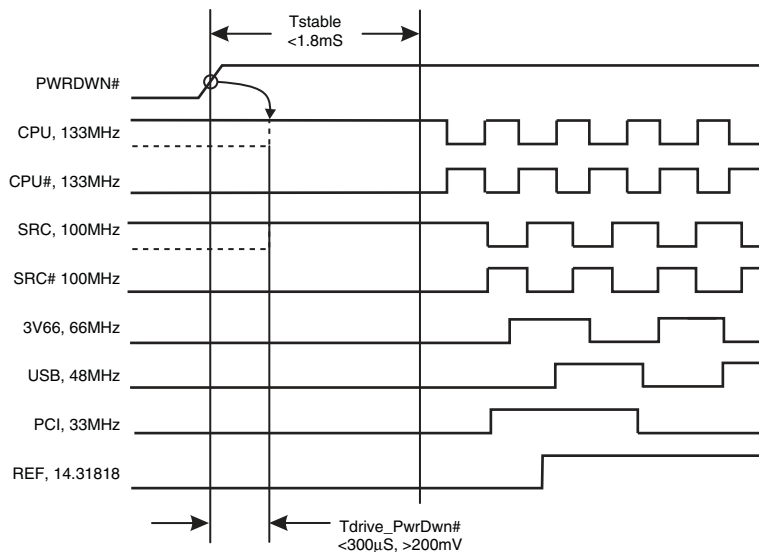 Tstable
<1.8mS
PWRDWN#
CPU, 133MHz
CPU#, 133MHz
SRC, 100MHz
SRC# 100MHz
3V66, 66MHz
USB, 48MHz
PCI, 33MHz
REF, 14.31818
Tdrive_PwrDwn#
<300µS, >200mV